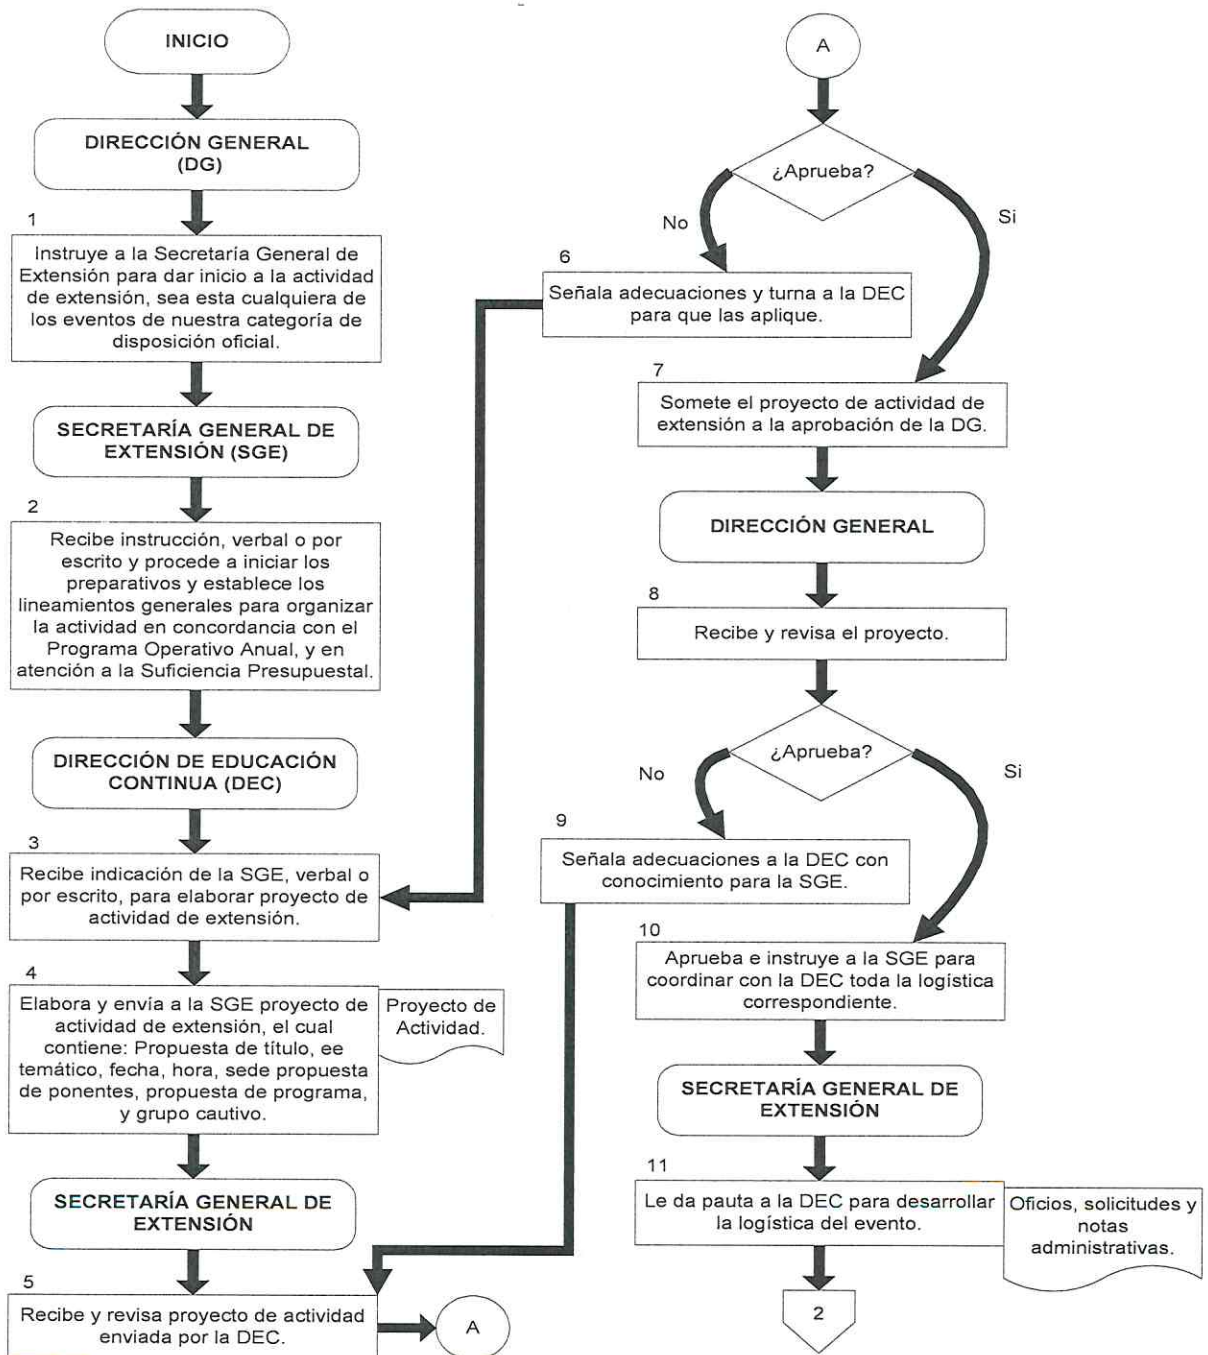 INICIO
DIRECCIÓN GENERAL
(DG)
1
Instruye a la Secretaría General de
Extensión para dar inicio a la actividad
de extensión, sea esta cualquiera de
los eventos de nuestra categoría de
disposición oficial.
SECRETARÍA GENERAL DE
EXTENSIÓN (SGE)
2
Recibe instrucción, verbal o por
escrito y procede a iniciar los
preparativos y establece los
lineamientos generales para organizar
la actividad en concordancia con el
Programa Operativo Anual, y en
atención a la Suficiencia Presupuestal.
DIRECCIÓN DE EDUCACIÓN
CONTINUA (DEC)
3
Recibe indicación de la SGE, verbal o
por escrito, para elaborar proyecto de
actividad de extensión.
4
Elabora y envía a la SGE proyecto de
actividad de extensión, el cual
contiene: Propuesta de título, ee
temático, fecha, hora, sede propuesta
de ponentes, propuesta de programa,
y grupo cautivo.
Proyecto de
Actividad.
SECRETARÍA GENERAL DE
EXTENSIÓN
5
Recibe y revisa proyecto de actividad
enviada por la DEC.
A
A
¿Aprueba?
No
Si
6
Señala adecuaciones y turna a la DEC
para que las aplique.
7
Somete el proyecto de actividad de
extensión a la aprobación de la DG.
DIRECCIÓN GENERAL
8
Recibe y revisa el proyecto.
¿Aprueba?
No
Si
9
Señala adecuaciones a la DEC con
conocimiento para la SGE.
10
Aprueba e instruye a la SGE para
coordinar con la DEC toda la logística
correspondiente.
SECRETARÍA GENERAL DE
EXTENSIÓN
11
Le da pauta a la DEC para desarrollar
la logística del evento.
Oficios, solicitudes y
notas
administrativas.
2